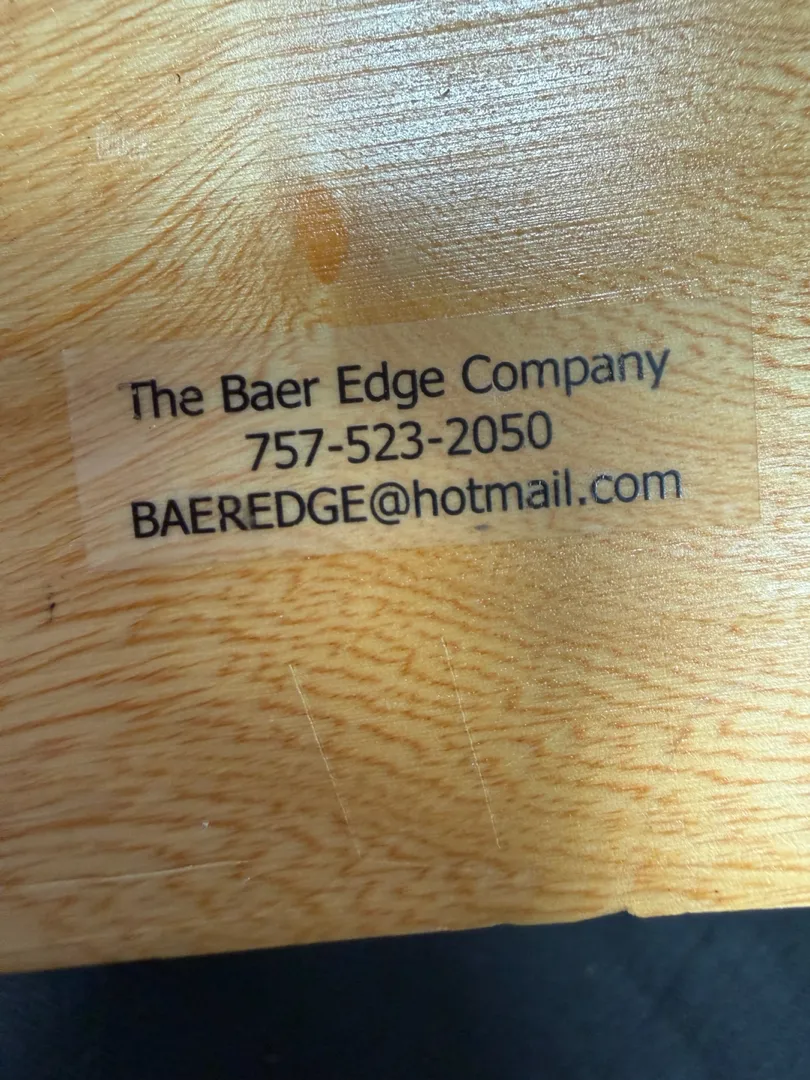 The Baer Edge Company
757-523-2050
BAEREDGE@hotmail.com